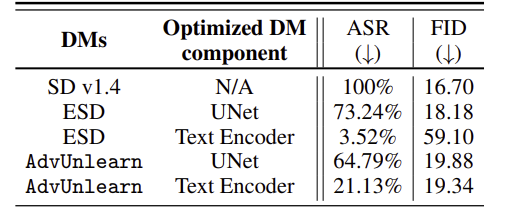 DMs Optimized DM component ASR (↓) FID (↓)
SD v1.4 N/A 100% 16.70
ESD UNet 73.24% 18.18
ESD Text Encoder 3.52% 59.10
AdvUnlearn UNet 64.79% 19.88
AdvUnlearn Text Encoder 21.13% 19.34